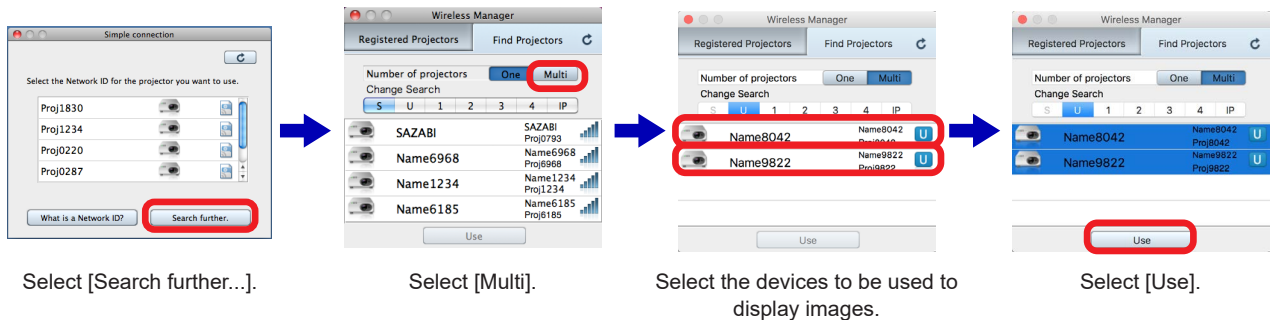 Simple connection
Select the Network ID for the projector you want to use.
Proj1830
Proj1234
Proj0220
Proj0287
What is a Network ID?
Search further.
Select [Search further...].
Wireless Manager
Registered Projectors
Find Projectors
Number of projectors
One
Multi
Change Search
S U 1 2 3 4 IP
SAZABI
SAZABI
Proj0793
Name6968
Name6968
Proj6968
Name1234
Name1234
Proj1234
Name6185
Name6185
Proj6185
Use
Select [Multi].
Wireless Manager
Registered Projectors
Find Projectors
Number of projectors
One
Multi
Change Search
S U 1 2 3 4 IP
Name8042
Name8042
Proj8042
U
Name9822
Name9822
Proj9822
U
Use
Select the devices to be used to
display images.
Wireless Manager
Registered Projectors
Find Projectors
Number of projectors
One
Multi
Change Search
S U 1 2 3 4 IP
Name8042
Name8042
Proj8042
U
Name9822
Name9822
Proj9822
U
Use
Select [Use].